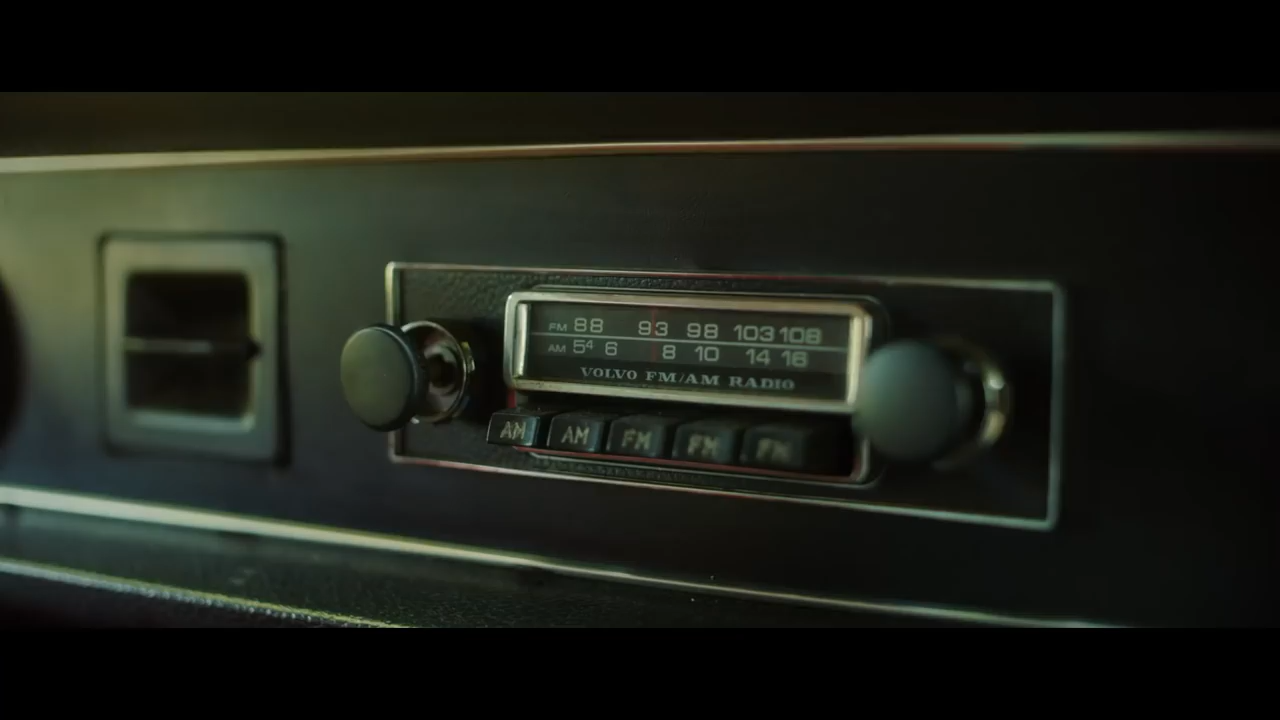 FM 88 93 98 103 108
AM 5⁴ 6 8 10 14 16
VOLVO FM/AM RADIO
AM AM FM FM FM